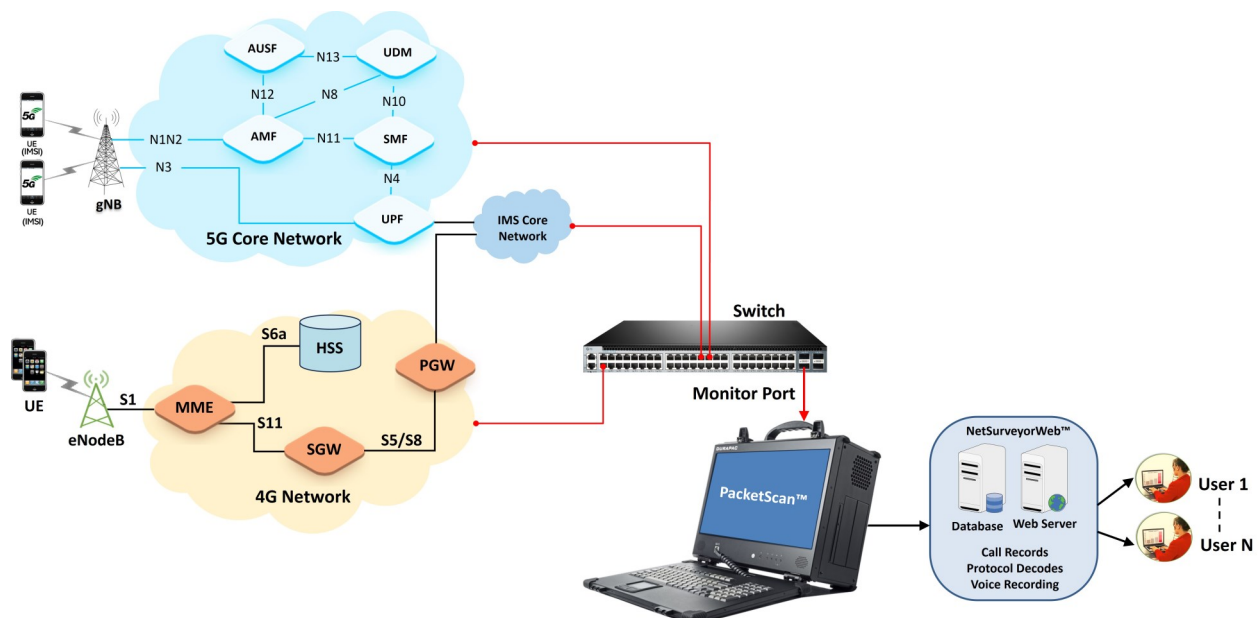 AUSF
N13
UDM
N12
N8
N10
5G
UE
(IMSI)
N1N2
AMF
N11
SMF
N3
5G
UE
(IMSI)
gNB
N4
UPF
IMS Core
Network
5G Core Network
Switch
S6a
HSS
PGW
Monitor Port
UE
S1
eNodeB
MME
S11
SGW
S5/S8
4G Network
DURAPAC
PacketScan™
NetSurveyorWeb™
Database
Web Server
Call Records
Protocol Decodes
Voice Recording
User 1
User N